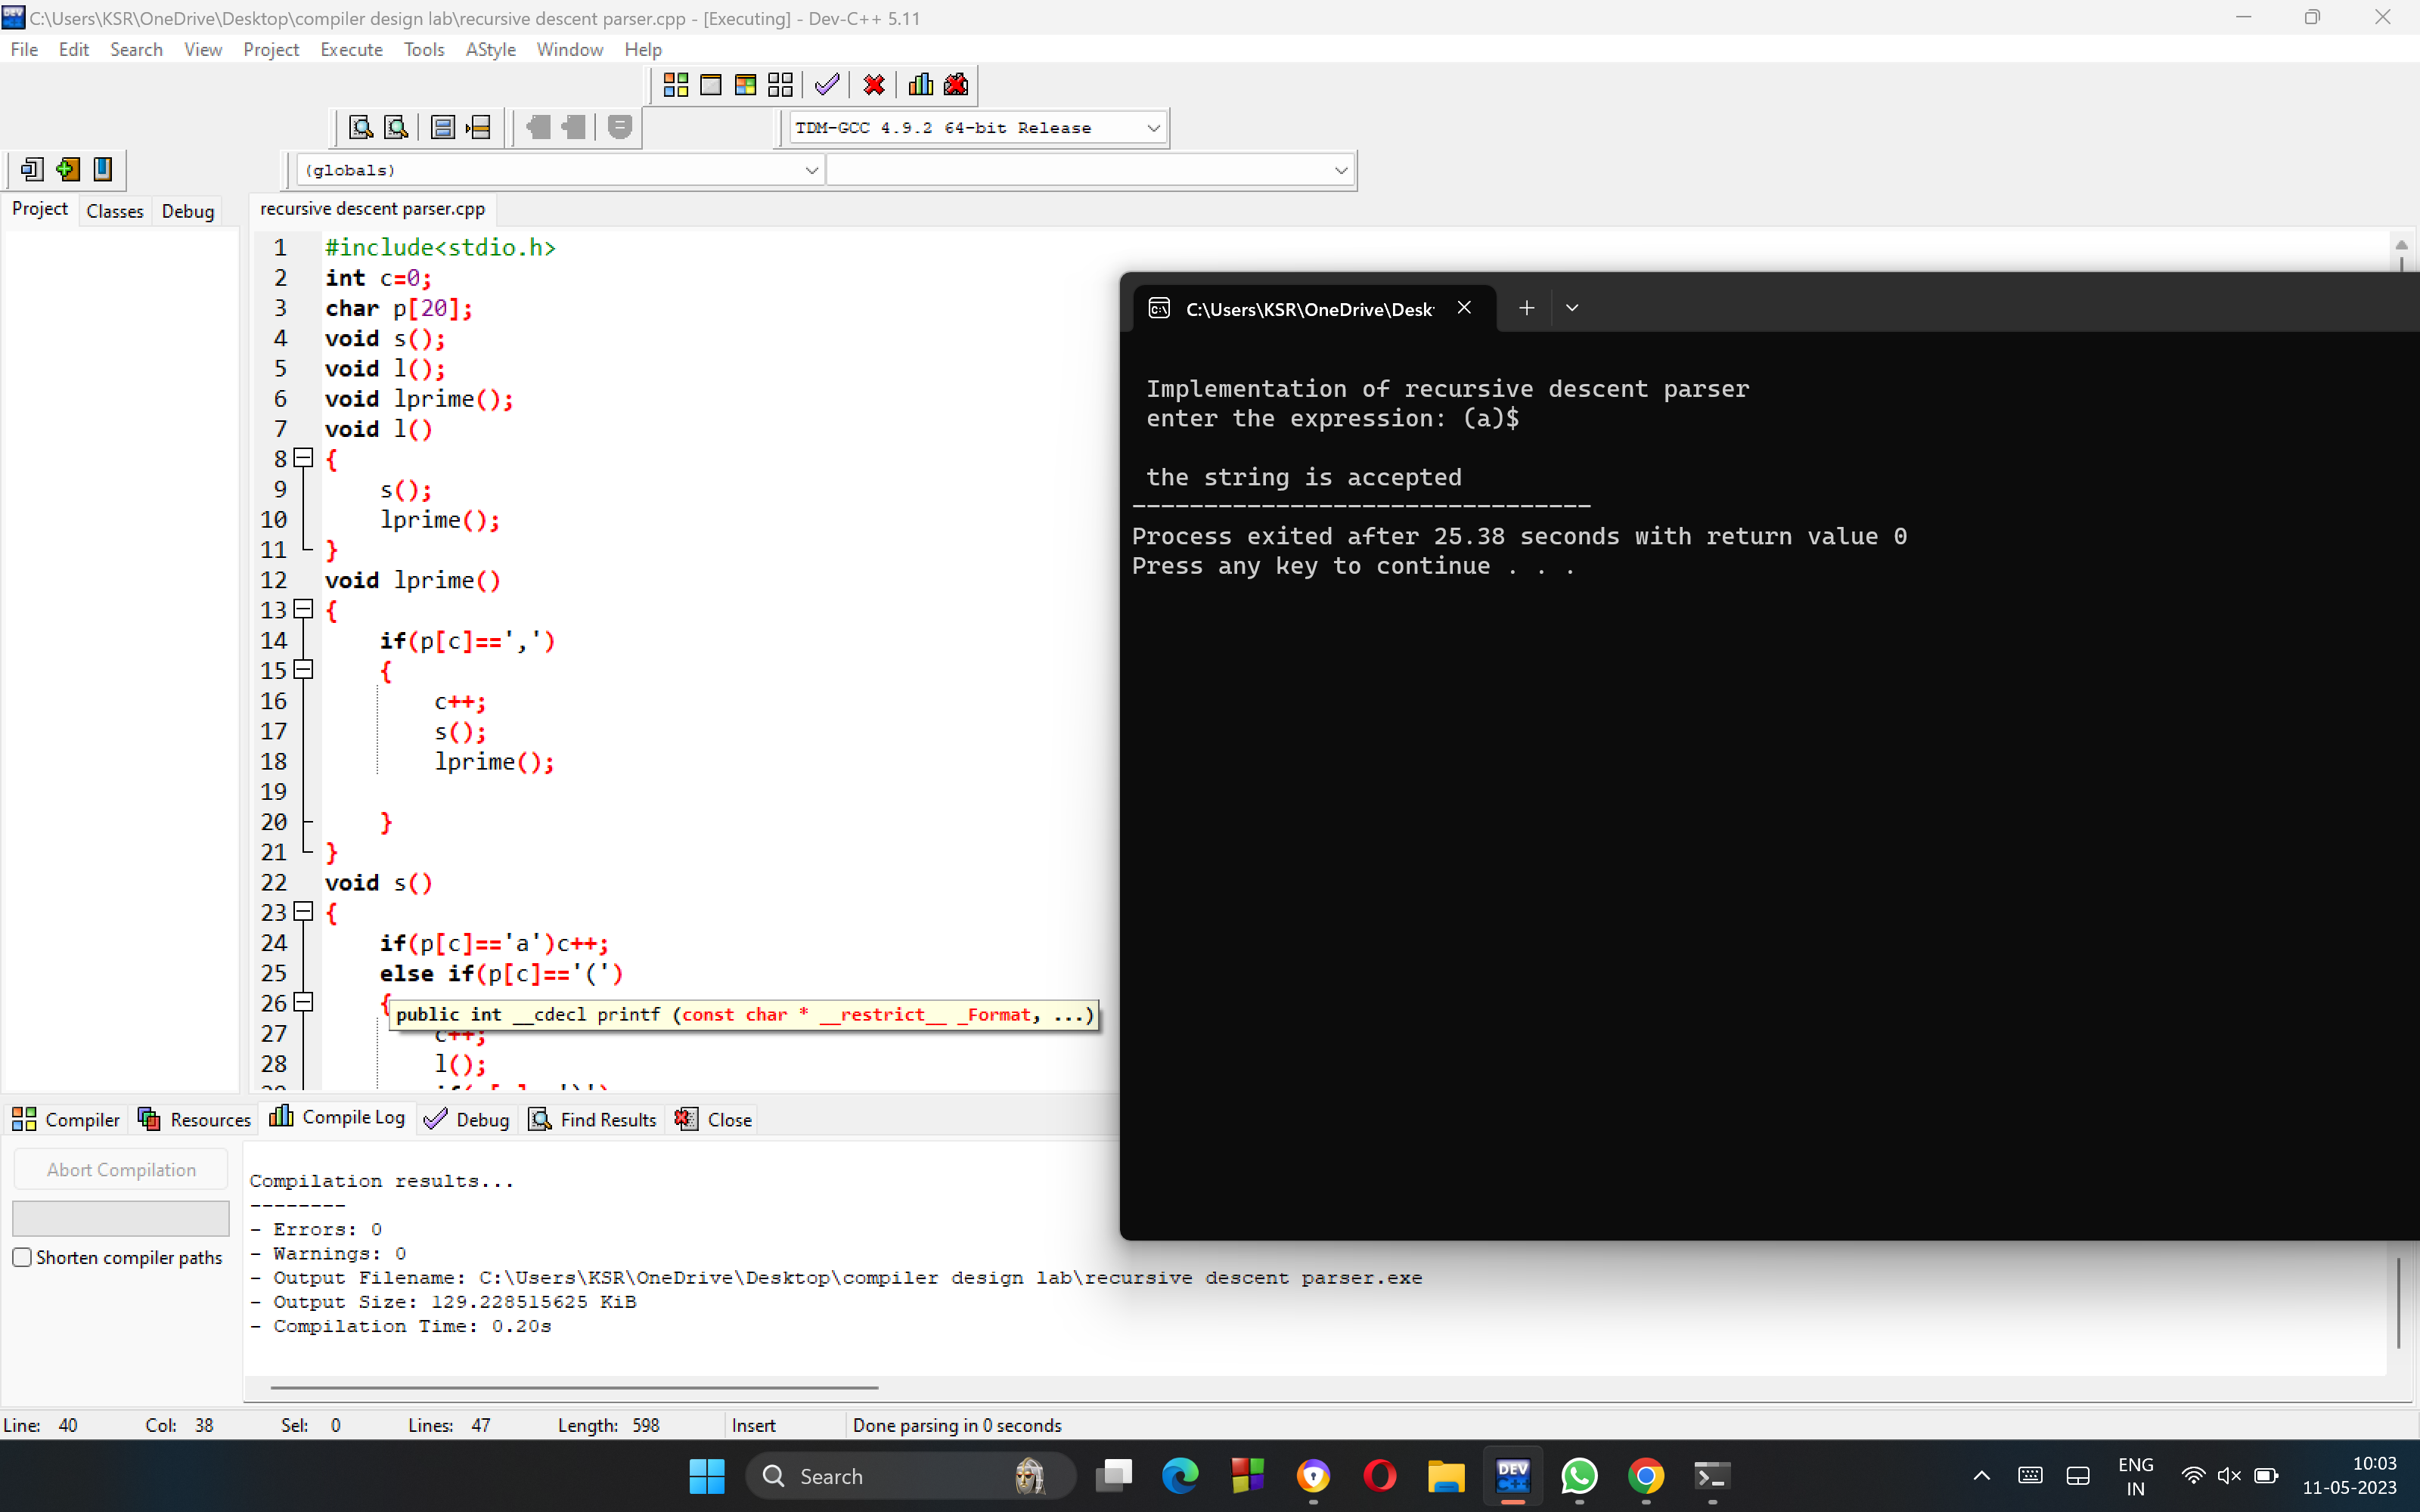 C:\Users\KSR\OneDrive\Desktop\compiler design lab\recursive descent parser.cpp - [Executing] - Dev-C++ 5.11
File Edit Search View Project Execute Tools AStyle Window Help
TDM-GCC 4.9.2 64-bit Release
(globals)
Project Classes Debug
recursive descent parser.cpp
1 #include<stdio.h>
2 int c=0;
3 char p[20];
4 void s();
5 void l();
6 void lprime();
7 void l()
8 {
9 s();
10 lprime();
11 }
12 void lprime()
13 {
14 if(p[c]==',')
15 {
16 c++;
17 s();
18 lprime();
19
20 }
21 }
22 void s()
23 {
24 if(p[c]=='a')c++;
25 else if(p[c]=='(')
26 {
public int __cdecl printf (const char * __restrict__ _Format, ...)
27 c++;
28 l();
C:\Users\KSR\OneDrive\Desk
Implementation of recursive descent parser
enter the expression: (a)$
the string is accepted
--------------------------------
Process exited after 25.38 seconds with return value 0
Press any key to continue . . .
Compiler Resources Compile Log Debug Find Results Close
Abort Compilation
Shorten compiler paths
Compilation results...
--------
- Errors: 0
- Warnings: 0
- Output Filename: C:\Users\KSR\OneDrive\Desktop\compiler design lab\recursive descent parser.exe
- Output Size: 129.228515625 KiB
- Compilation Time: 0.20s
Line: 40 Col: 38 Sel: 0 Lines: 47 Length: 598 Insert Done parsing in 0 seconds
Search
DEV C++
ENG
IN
10:03
11-05-2023